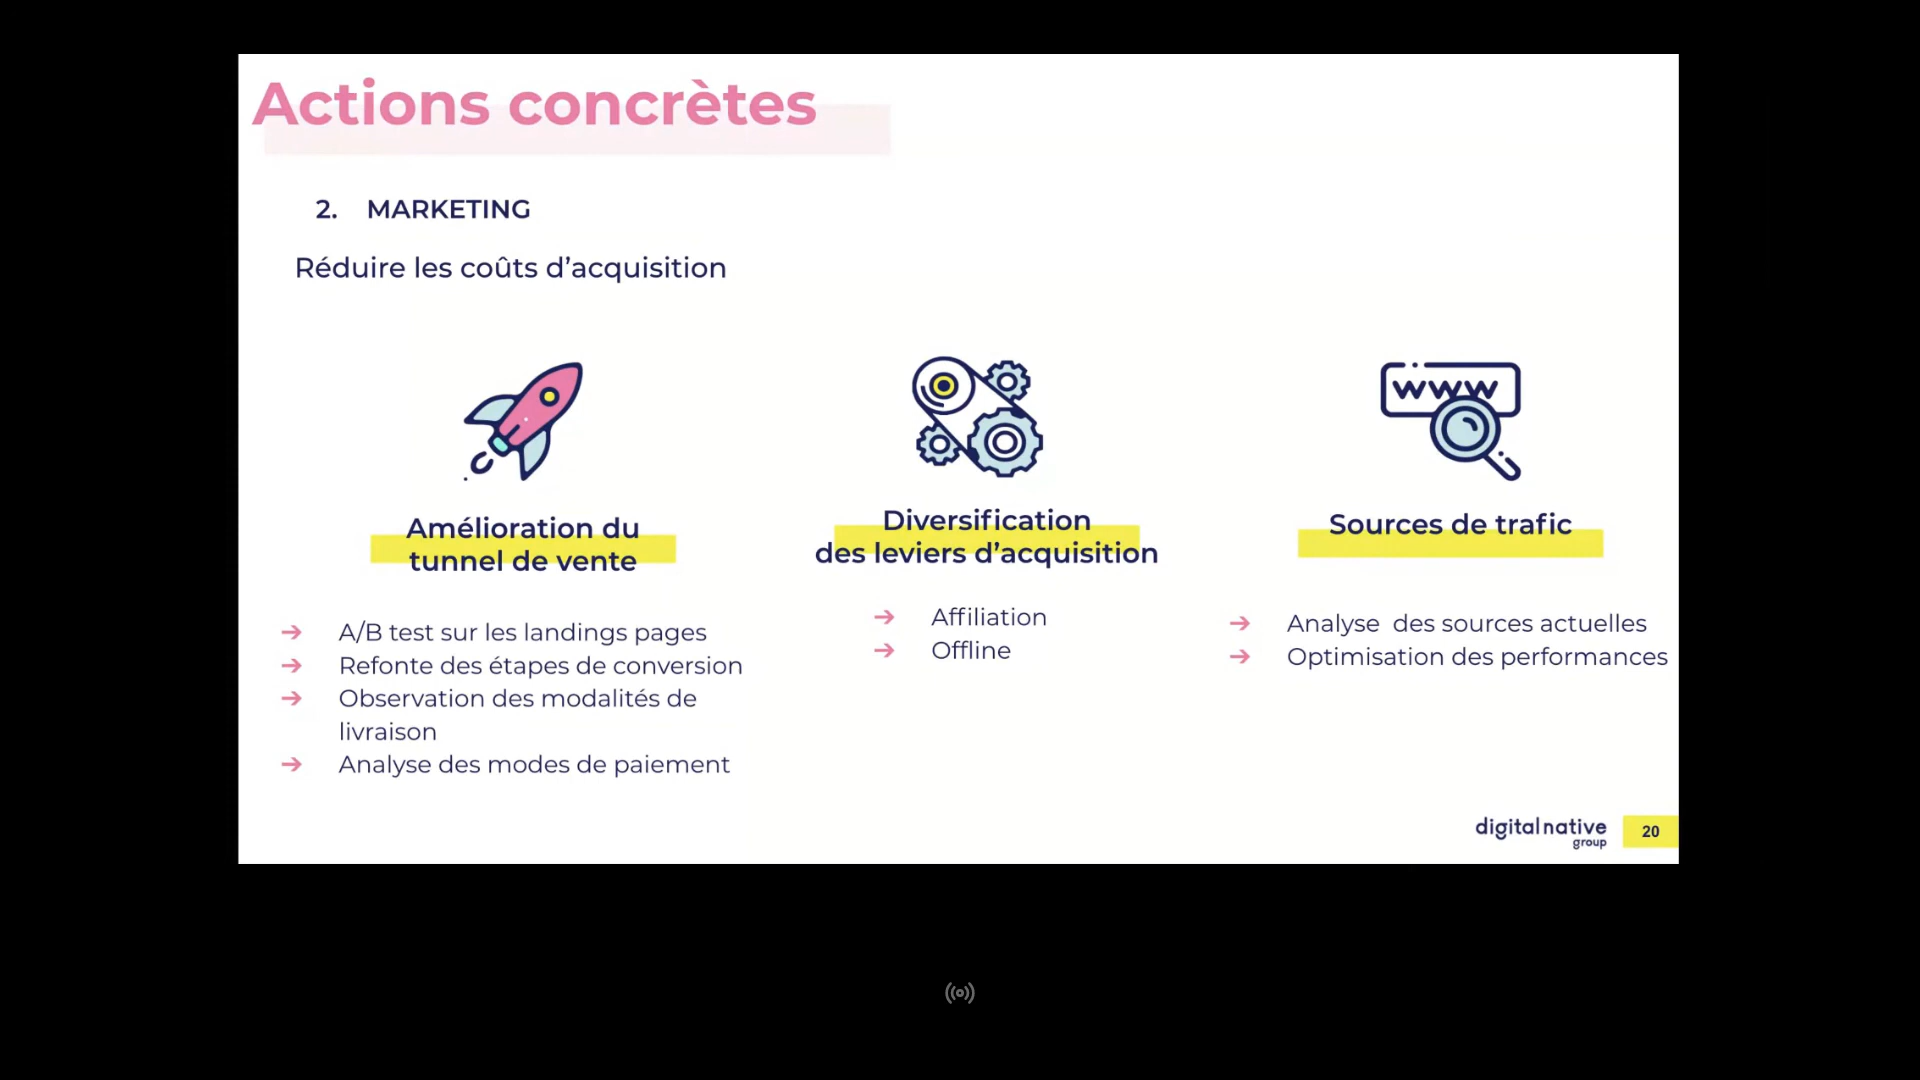 Actions concrètes
2. MARKETING
Réduire les coûts d’acquisition
www
Amélioration du
tunnel de vente
➔ A/B test sur les landings pages
➔ Refonte des étapes de conversion
➔ Observation des modalités de
livraison
➔ Analyse des modes de paiement
Diversification
des leviers d’acquisition
➔ Affiliation
➔ Offline
Sources de trafic
➔ Analyse  des sources actuelles
➔ Optimisation des performances
digital native
group
20